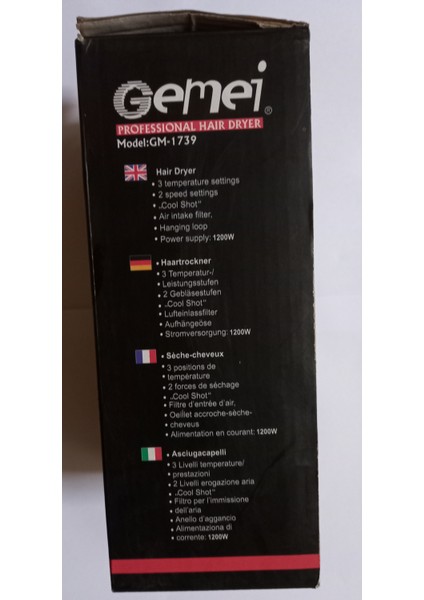 Gemei®
PROFESSIONAL HAIR DRYER
Model:GM-1739
Hair Dryer
• 3 temperature settings
• 2 speed settings
• „Cool Shot"
• Air intake filter,
• Hanging loop
• Power supply: 1200W
• Haartrockner
• 3 Temperatur-/
• Leistungsstufen
• 2 Gebläsestufen
• „Cool Shot"
• Lufteinlassfilter
• Aufhängeöse
• Stromversorgung: 1200W
• Sèche-cheveux
• 3 positions de
• température
• 2 forces de séchage
• „Cool Shot"
• Filtre d'entrée d'air,
• Oeillet accroche-sèche-
• cheveus
• Alimentation en courant: 1200W
• Asciugacapelli
• 3 Livelli temperature/
• prestazioni
• 2 Livelli erogazione aria
• „Cool Shot"
• Filtro per l'immissione
• dell'aria
• Anello d'aggancio
• Alimentaziona di
• corrente: 1200W